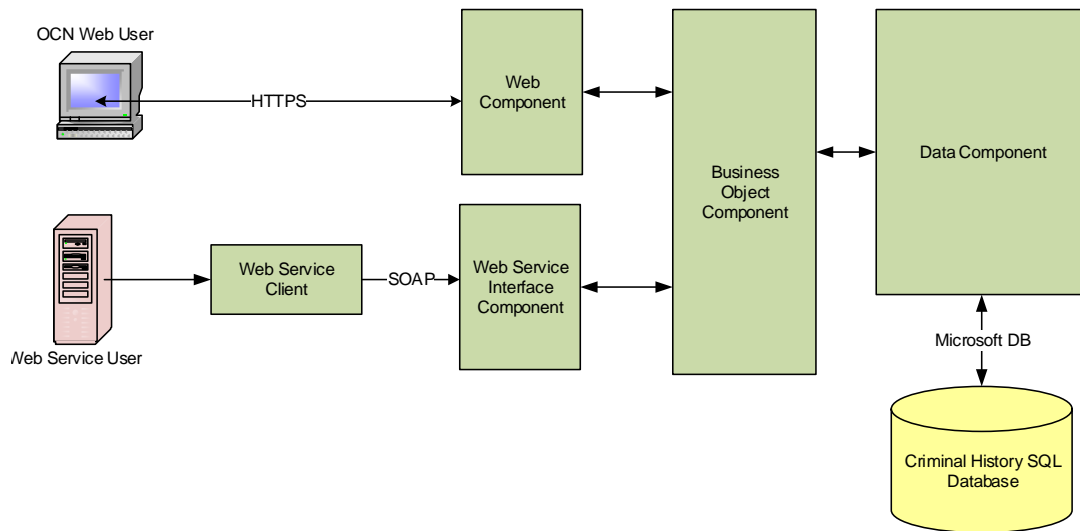 OCN Web User
HTTPS
Web
Component
Business
Object
Component
Data Component
Web Service
Client
SOAP
Web Service
Interface
Component
Web Service User
Microsoft DB
Criminal History SQL
Database